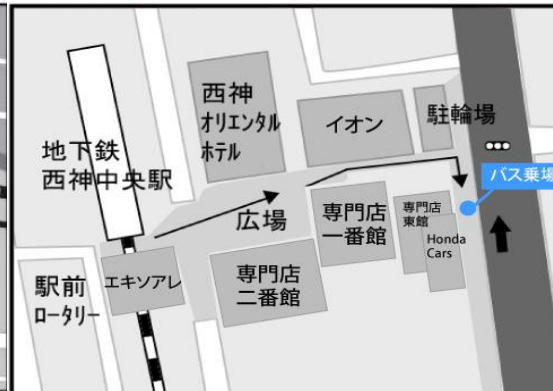 地下鉄
西神中央駅
西神
オリエンタル
ホテル
イオン
駐輪場
バス乗場
広場
専門店
一番館
専門店
東館
Honda
Cars
専門店
二番館
エキソアレ
駅前
ロータリー